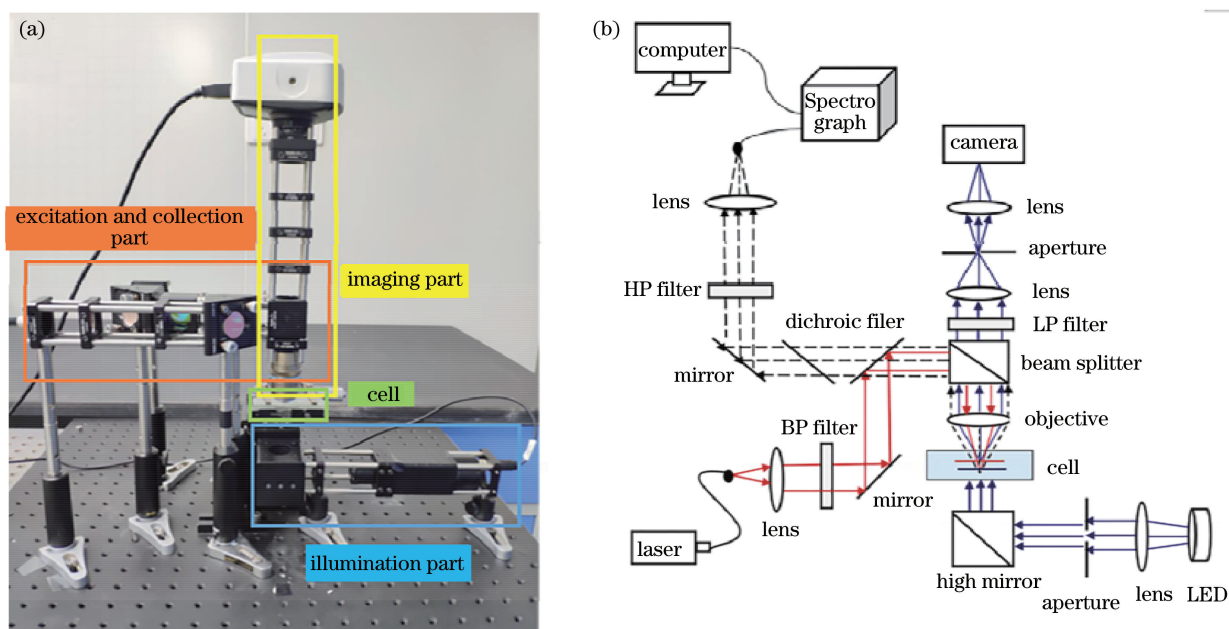 (a)
excitation and collection
part
imaging part
cell
illumination part
(b)
computer
Spectro
graph
camera
lens
lens
aperture
HP filter
lens
dichroic filer
LP filter
mirror
beam splitter
BP filter
objective
cell
lens
mirror
laser
high mirror
aperture
lens
LED